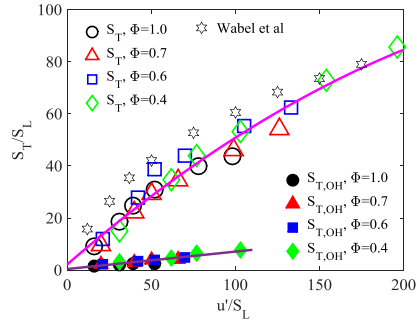 100
80
60
40
20
0
0
50
100
150
200
S_T/S_L
u'/S_L
S_T, Φ=1.0
S_T, Φ=0.7
S_T, Φ=0.6
S_T, Φ=0.4
Wabel et al
S_T,OH, Φ=1.0
S_T,OH, Φ=0.7
S_T,OH, Φ=0.6
S_T,OH, Φ=0.4